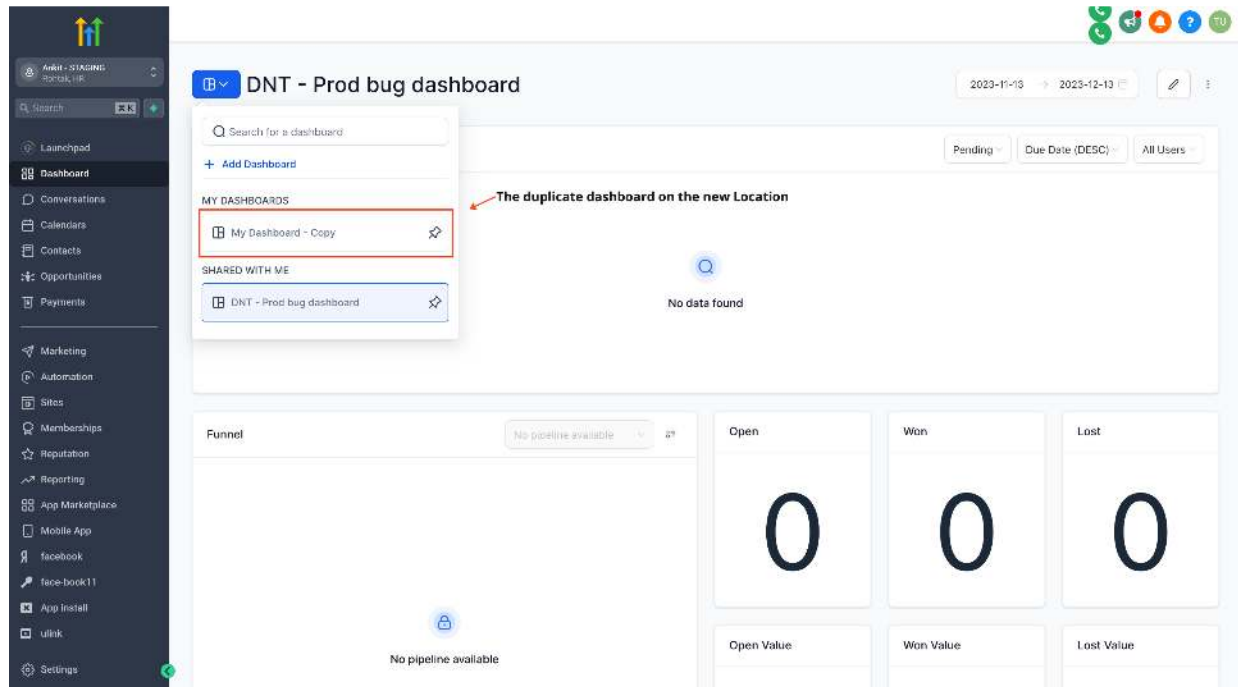 TU
Ankit - STAGING
Rohtak, HR
Search
⌘ K
Launchpad
Dashboard
Conversations
Calendars
Contacts
Opportunities
Payments
Marketing
Automation
Sites
Memberships
Reputation
Reporting
App Marketplace
Mobile App
facebook
face-book11
App Install
ulink
Settings
DNT - Prod bug dashboard
2023-11-13 → 2023-12-13
Search for a dashboard
+ Add Dashboard
MY DASHBOARDS
My Dashboard - Copy
SHARED WITH ME
DNT - Prod bug dashboard
Pending
Due Date (DESC)
All Users
The duplicate dashboard on the new Location
No data found
Funnel
No pipeline available
No pipeline available
Open
0
Won
0
Lost
0
Open Value
Won Value
Lost Value